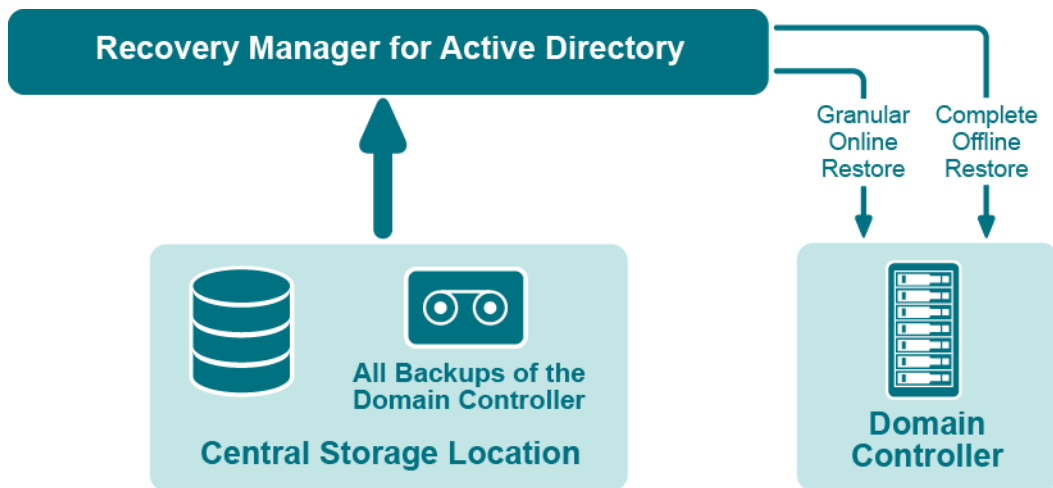 Recovery Manager for Active Directory
Granular
Online
Restore
Complete
Offline
Restore
All Backups of the
Domain Controller
Central Storage Location
Domain
Controller